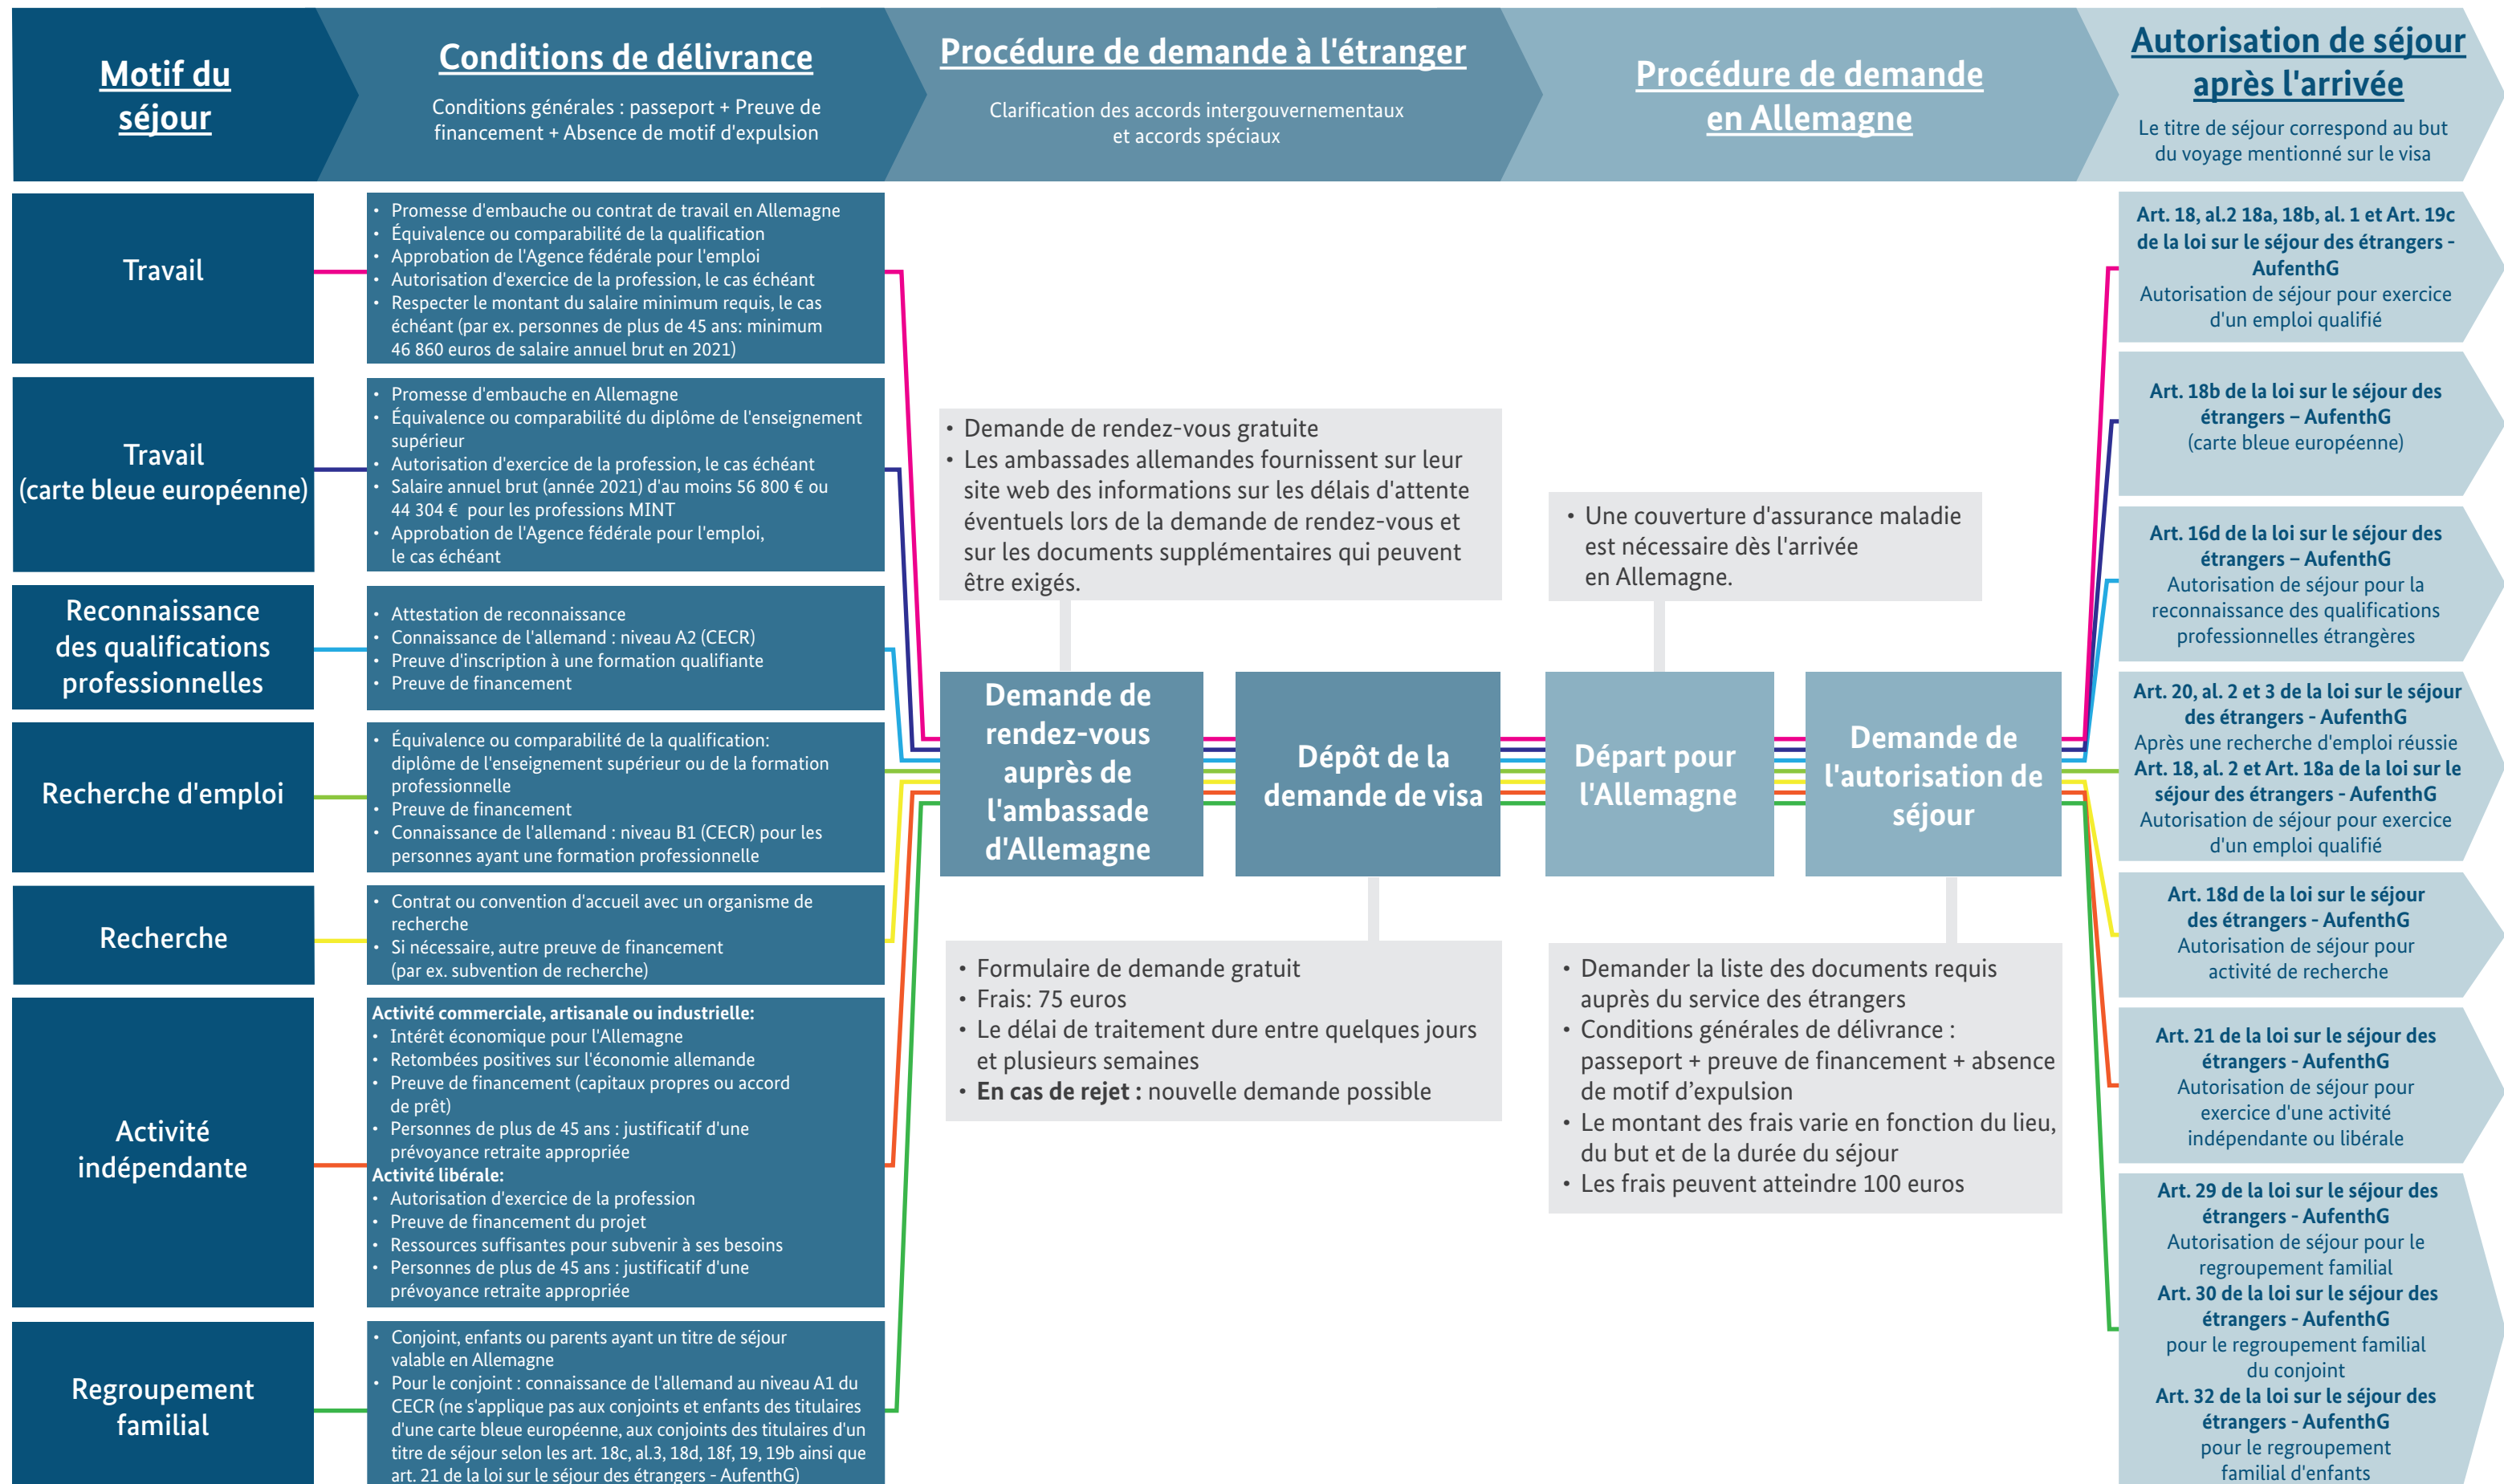 Motif du
séjour
Conditions de délivrance
Conditions générales : passeport + Preuve de
financement + Absence de motif d'expulsion
Procédure de demande à l'étranger
Clarification des accords intergouvernementaux
et accords spéciaux
Procédure de demande
en Allemagne
Autorisation de séjour
après l'arrivée
Le titre de séjour correspond au but
du voyage mentionné sur le visa
Travail
• Promesse d'embauche ou contrat de travail en Allemagne
• Équivalence ou comparabilité de la qualification
• Approbation de l'Agence fédérale pour l'emploi
• Autorisation d'exercice de la profession, le cas échéant
• Respecter le montant du salaire minimum requis, le cas
échéant (par ex. personnes de plus de 45 ans: minimum
46 860 euros de salaire annuel brut en 2021)
Travail
(carte bleue européenne)
• Promesse d'embauche en Allemagne
• Équivalence ou comparabilité du diplôme de l'enseignement
supérieur
• Autorisation d'exercice de la profession, le cas échéant
• Salaire annuel brut (année 2021) d'au moins 56 800 € ou
44 304 € pour les professions MINT
• Approbation de l'Agence fédérale pour l'emploi,
le cas échéant
Reconnaissance
des qualifications
professionnelles
• Attestation de reconnaissance
• Connaissance de l'allemand : niveau A2 (CECR)
• Preuve d'inscription à une formation qualifiante
• Preuve de financement
Recherche d'emploi
• Équivalence ou comparabilité de la qualification:
diplôme de l'enseignement supérieur ou de la formation
professionnelle
• Preuve de financement
• Connaissance de l'allemand : niveau B1 (CECR) pour les
personnes ayant une formation professionnelle
Recherche
• Contrat ou convention d'accueil avec un organisme de
recherche
• Si nécessaire, autre preuve de financement
(par ex. subvention de recherche)
Activité
indépendante
Activité commerciale, artisanale ou industrielle:
• Intérêt économique pour l'Allemagne
• Retombées positives sur l'économie allemande
• Preuve de financement (capitaux propres ou accord
de prêt)
• Personnes de plus de 45 ans : justificatif d'une
prévoyance retraite appropriée
Activité libérale:
• Autorisation d'exercice de la profession
• Preuve de financement du projet
• Ressources suffisantes pour subvenir à ses besoins
• Personnes de plus de 45 ans : justificatif d'une
prévoyance retraite appropriée
Regroupement
familial
• Conjoint, enfants ou parents ayant un titre de séjour
valable en Allemagne
• Pour le conjoint : connaissance de l'allemand au niveau A1 du
CECR (ne s'applique pas aux conjoints et enfants des titulaires
d'une carte bleue européenne, aux conjoints des titulaires d'un
titre de séjour selon les art. 18c, al.3, 18d, 18f, 19, 19b ainsi que
art. 21 de la loi sur le séjour des étrangers - AufenthG)
• Demande de rendez-vous gratuite
• Les ambassades allemandes fournissent sur leur
site web des informations sur les délais d'attente
éventuels lors de la demande de rendez-vous et
sur les documents supplémentaires qui peuvent
être exigés.
Demande de
rendez-vous
auprès de
l'ambassade
d'Allemagne
Dépôt de la
demande de visa
• Formulaire de demande gratuit
• Frais: 75 euros
• Le délai de traitement dure entre quelques jours
et plusieurs semaines
• En cas de rejet : nouvelle demande possible
• Une couverture d'assurance maladie
est nécessaire dès l'arrivée
en Allemagne.
Départ pour
l'Allemagne
Demande de
l'autorisation de
séjour
• Demander la liste des documents requis
auprès du service des étrangers
• Conditions générales de délivrance :
passeport + preuve de financement + absence
de motif d’expulsion
• Le montant des frais varie en fonction du lieu,
du but et de la durée du séjour
• Les frais peuvent atteindre 100 euros
Art. 18, al.2 18a, 18b, al. 1 et Art. 19c
de la loi sur le séjour des étrangers -
AufenthG
Autorisation de séjour pour exercice
d'un emploi qualifié
Art. 18b de la loi sur le séjour des
étrangers – AufenthG
(carte bleue européenne)
Art. 16d de la loi sur le séjour des
étrangers – AufenthG
Autorisation de séjour pour la
reconnaissance des qualifications
professionnelles étrangères
Art. 20, al. 2 et 3 de la loi sur le séjour
des étrangers - AufenthG
Après une recherche d'emploi réussie
Art. 18, al. 2 et Art. 18a de la loi sur le
séjour des étrangers - AufenthG
Autorisation de séjour pour exercice
d'un emploi qualifié
Art. 18d de la loi sur le séjour
des étrangers - AufenthG
Autorisation de séjour pour
activité de recherche
Art. 21 de la loi sur le séjour des
étrangers - AufenthG
Autorisation de séjour pour
exercice d'une activité
indépendante ou libérale
Art. 29 de la loi sur le séjour des
étrangers - AufenthG
Autorisation de séjour pour le
regroupement familial
Art. 30 de la loi sur le séjour des
étrangers - AufenthG
pour le regroupement familial
du conjoint
Art. 32 de la loi sur le séjour des
étrangers - AufenthG
pour le regroupement
familial d'enfants